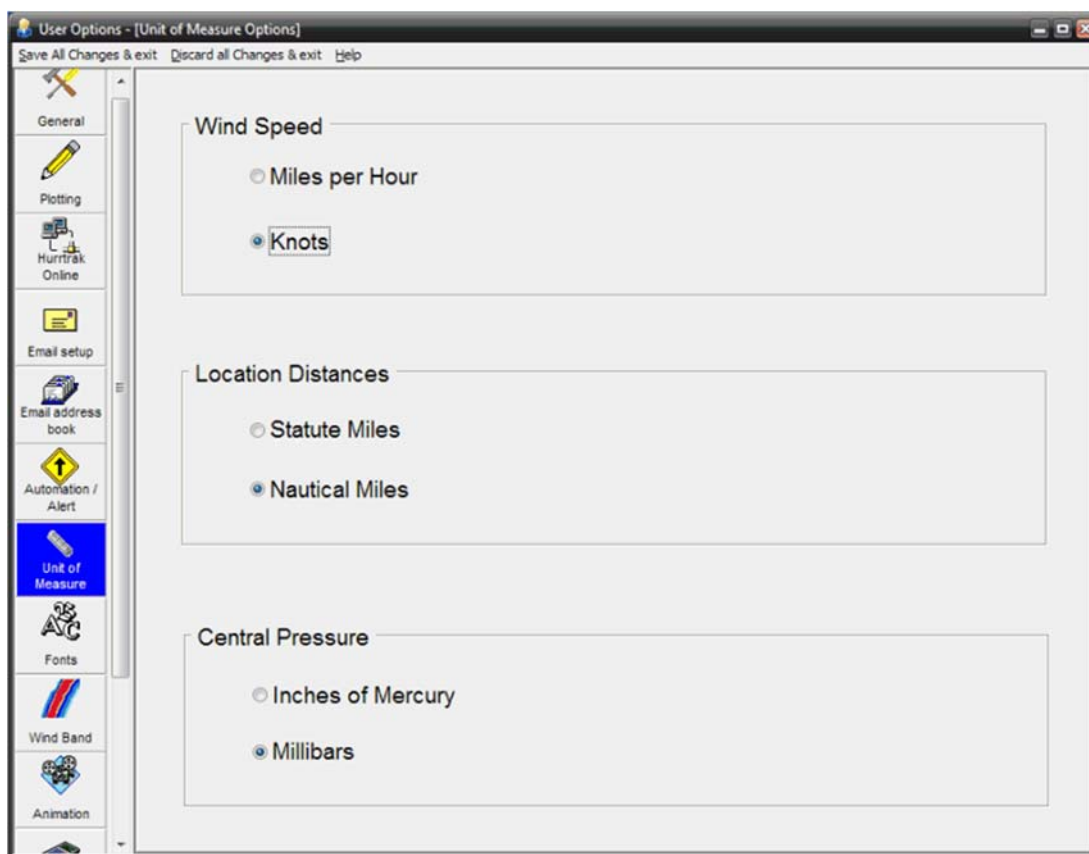 User Options - [Unit of Measure Options]
Save All Changes & exit Discard all Changes & exit Help
General
Plotting
Hurrtrak
Online
Email setup
Email address
book
Automation /
Alert
Unit of
Measure
Fonts
Wind Band
Animation
Wind Speed
Miles per Hour
Knots
Location Distances
Statute Miles
Nautical Miles
Central Pressure
Inches of Mercury
Millibars